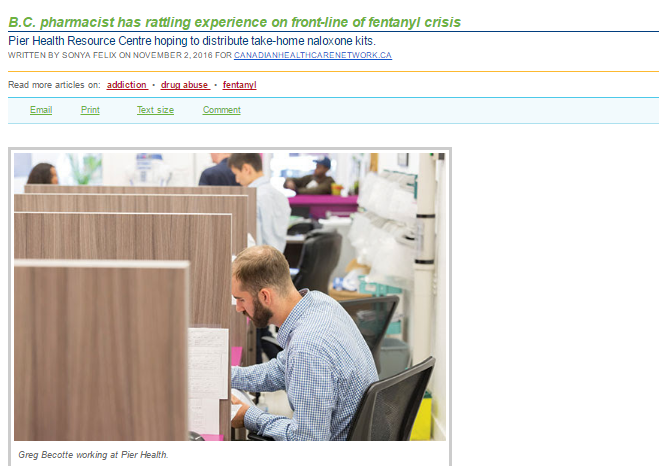 B.C. pharmacist has rattling experience on front-line of fentanyl crisis
Pier Health Resource Centre hoping to distribute take-home naloxone kits.
WRITTEN BY SONYA FELIX ON NOVEMBER 2, 2016 FOR CANADIANHEALTHCARENETWORK.CA
Read more articles on: addiction • drug abuse • fentanyl
Email Print Text size Comment
Greg Becotte working at Pier Health.